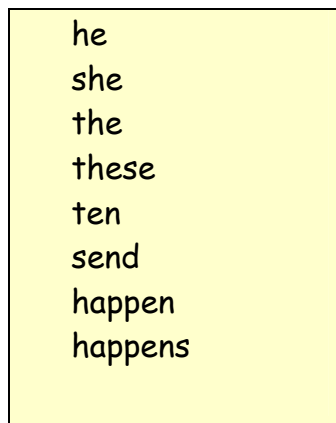 he
she
the
these
ten
send
happen
happens